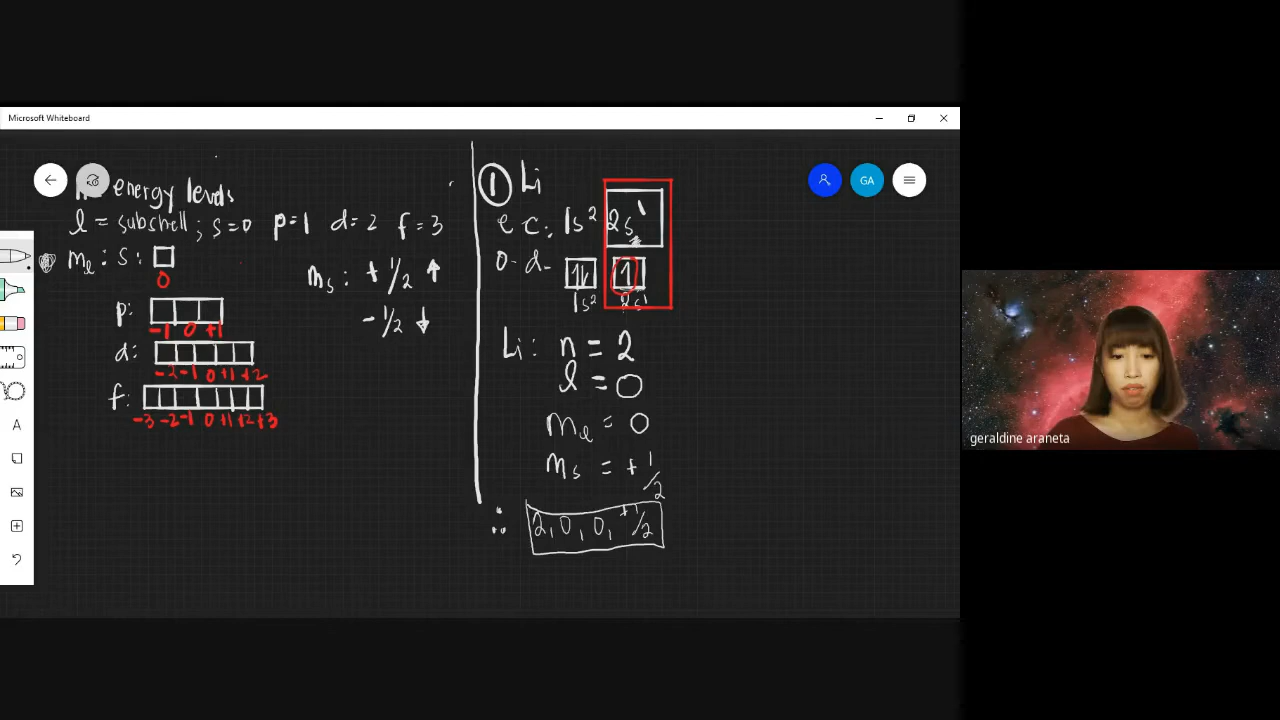 Microsoft Whiteboard
n energy levels
l = subshell ; s=0 p=1 d=2 f=3
mₗ : s :
0
p:
-1 0 +1
d:
-2 -1 0 +1 +2
f:
-3 -2 -1 0 +1 +2 +3
mₛ : + 1/2 ↑
- 1/2 ↓
① Li
e c: 1s² 2s¹
o- d-
1s² 2s¹
Li: n = 2
l = 0
mₗ = 0
mₛ = + 1/2
∴ 2, 0, 0, +1/2
GA
A
geraldine araneta